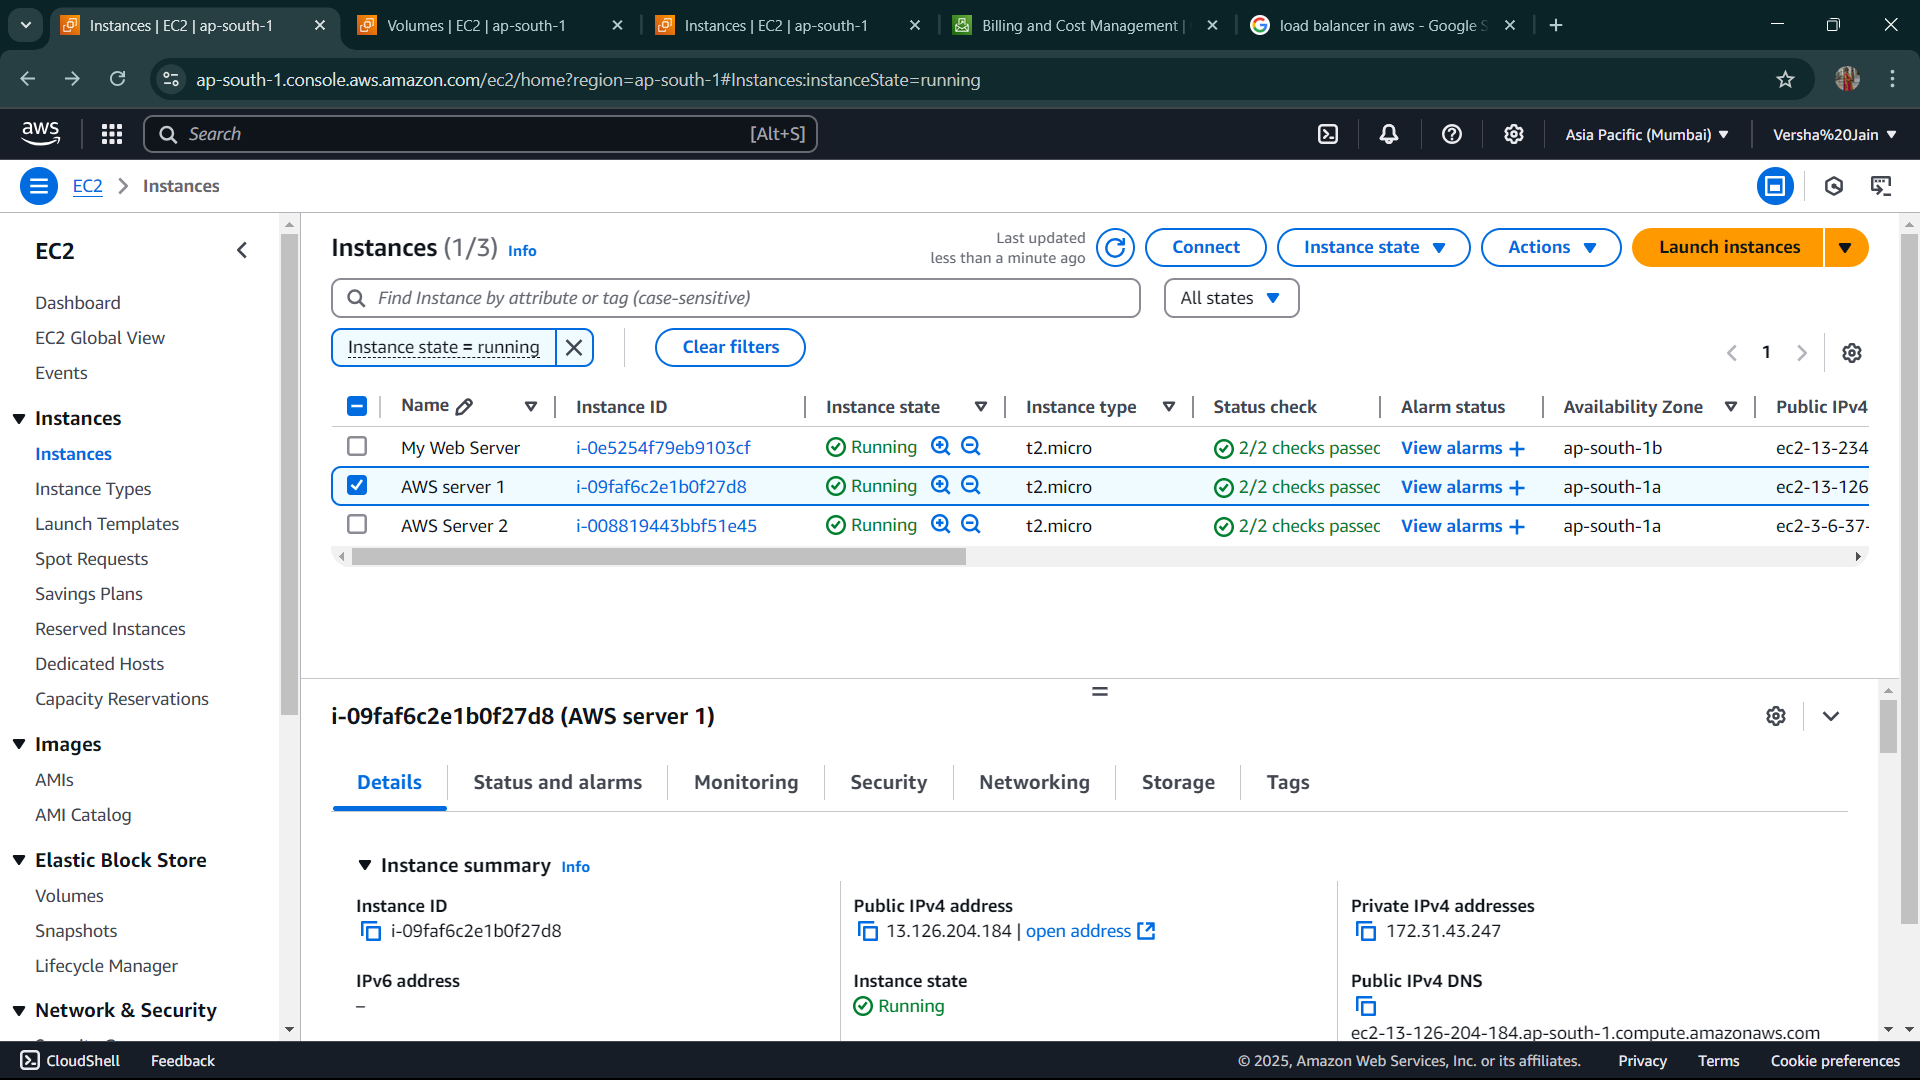 Instances | EC2 | ap-south-1
Volumes | EC2 | ap-south-1
Instances | EC2 | ap-south-1
Billing and Cost Management |
load balancer in aws - Google S
ap-south-1.console.aws.amazon.com/ec2/home?region=ap-south-1#Instances:instanceState=running
aws
Search
[Alt+S]
Asia Pacific (Mumbai)
Versha%20Jain
EC2
Instances
EC2
Dashboard
EC2 Global View
Events
Instances
Instances
Instance Types
Launch Templates
Spot Requests
Savings Plans
Reserved Instances
Dedicated Hosts
Capacity Reservations
Images
AMIs
AMI Catalog
Elastic Block Store
Volumes
Snapshots
Lifecycle Manager
Network & Security
Instances (1/3) Info
Last updated
less than a minute ago
Connect
Instance state
Actions
Launch instances
Find Instance by attribute or tag (case-sensitive)
All states
Instance state = running
Clear filters
1
Name Instance ID Instance state Instance type Status check Alarm status Availability Zone Public IPv4
My Web Server i-0e5254f79eb9103cf Running t2.micro 2/2 checks passed View alarms + ap-south-1b ec2-13-234
AWS server 1 i-09faf6c2e1b0f27d8 Running t2.micro 2/2 checks passed View alarms + ap-south-1a ec2-13-126
AWS Server 2 i-008819443bbf51e45 Running t2.micro 2/2 checks passed View alarms + ap-south-1a ec2-3-6-37-
i-09faf6c2e1b0f27d8 (AWS server 1)
Details
Status and alarms
Monitoring
Security
Networking
Storage
Tags
Instance summary Info
Instance ID
i-09faf6c2e1b0f27d8
Public IPv4 address
13.126.204.184 | open address
Private IPv4 addresses
172.31.43.247
IPv6 address
–
Instance state
Running
Public IPv4 DNS
ec2-13-126-204-184.ap-south-1.compute.amazonaws.com
CloudShell
Feedback
© 2025, Amazon Web Services, Inc. or its affiliates.
Privacy
Terms
Cookie preferences